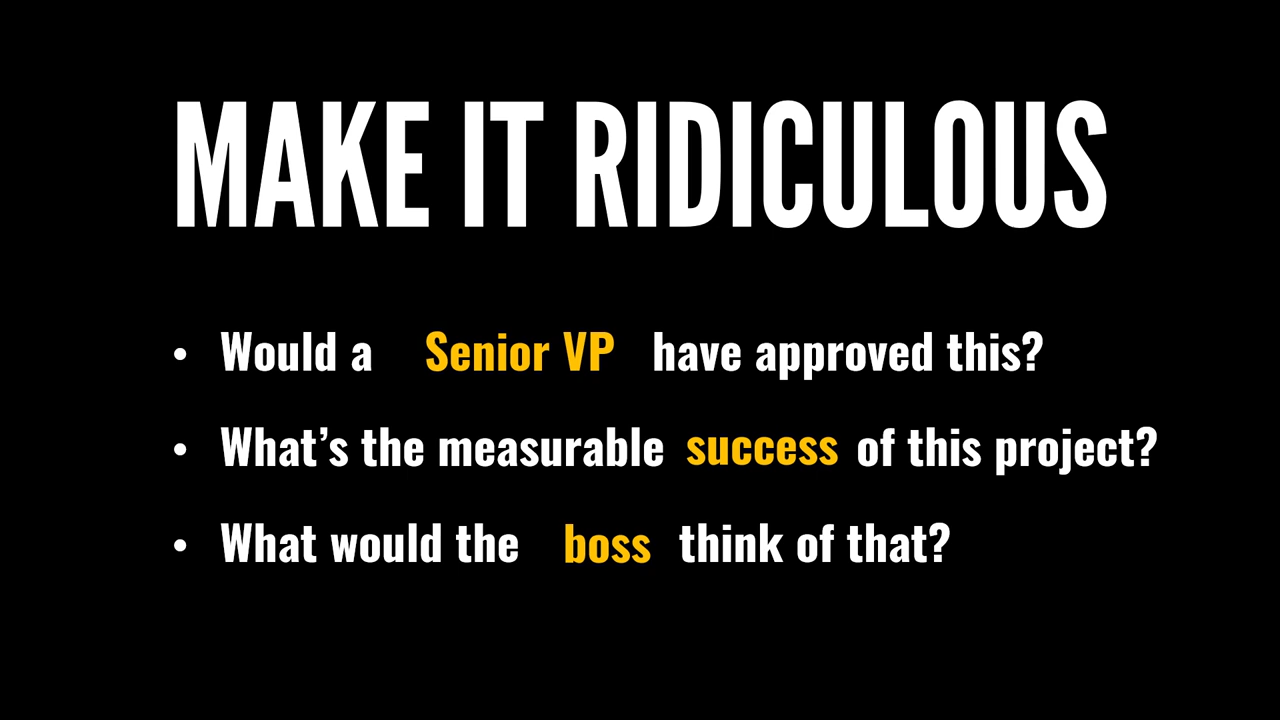 MAKE IT RIDICULOUS
• Would a Senior VP have approved this?
• What’s the measurable success of this project?
• What would the boss think of that?